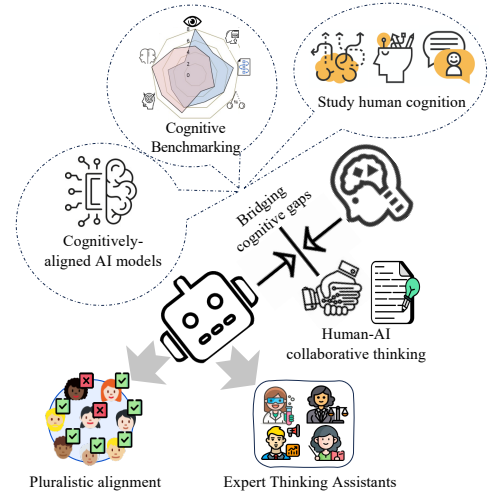 Cognitive
Benchmarking
Study human cognition
Cognitively-
aligned AI models
Bridging
cognitive gaps
Human-AI
collaborative thinking
Pluralistic alignment
Expert Thinking Assistants